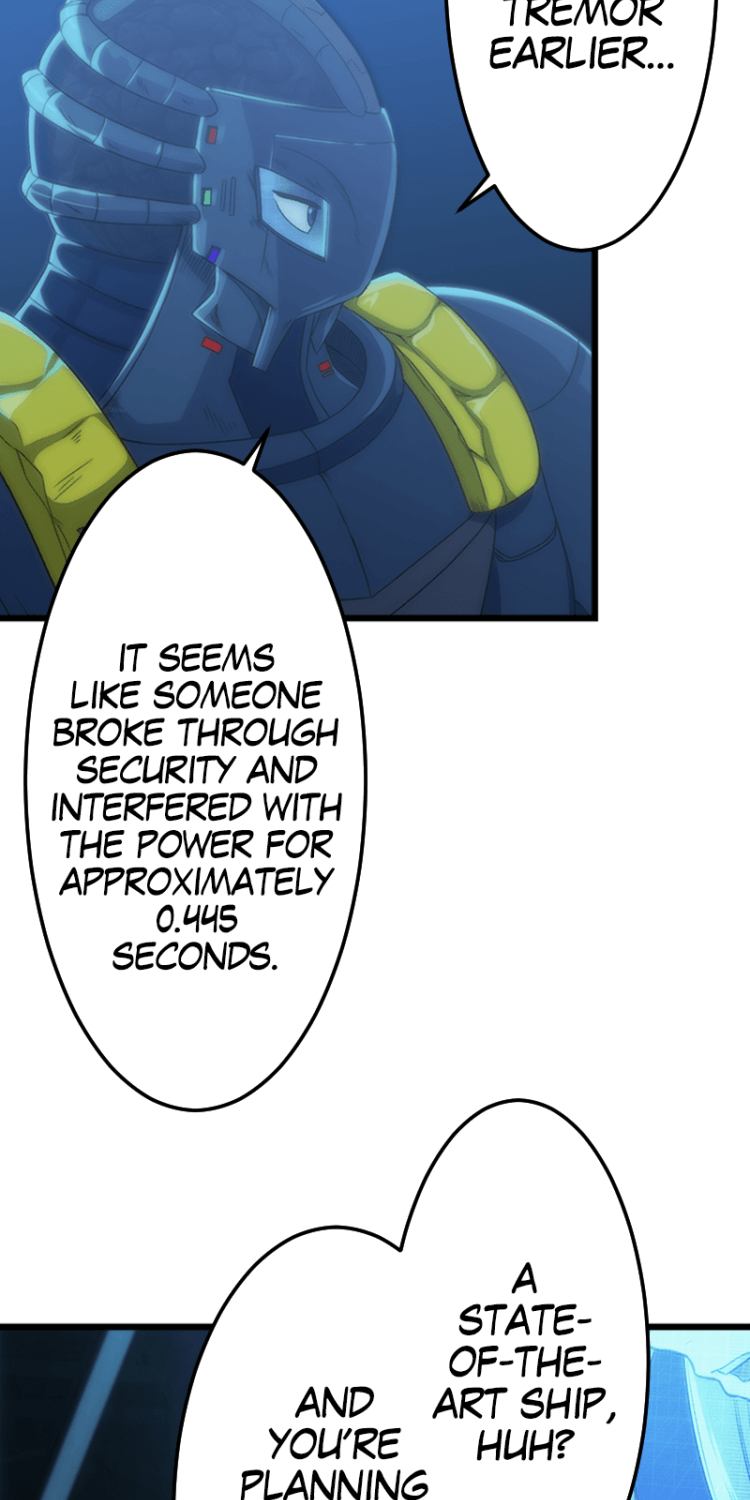 TREMOR
EARLIER...
IT SEEMS
LIKE SOMEONE
BROKE THROUGH
SECURITY AND
INTERFERED WITH
THE POWER FOR
APPROXIMATELY
0.445
SECONDS.
A
STATE-
OF-THE-
ART SHIP,
HUH?
AND
YOU'RE
PLANNING